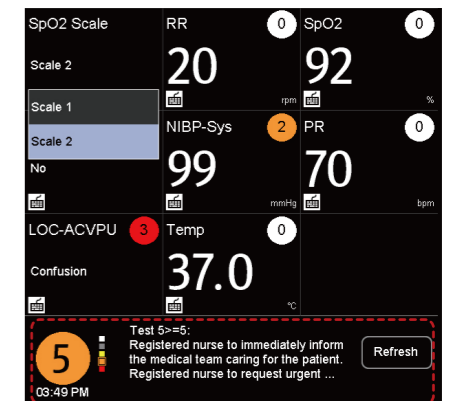 SpO2 Scale
Scale 2
Scale 1
Scale 2
No
RR 0
20
rpm
SpO2 0
92
%
NIBP-Sys 2
99
mmHg
PR 0
70
bpm
LOC-ACVPU 3
Confusion
Temp 0
37.0
°C
5
03:49 PM
Test 5>=5:
Registered nurse to immediately inform
the medical team caring for the patient.
Registered nurse to request urgent ...
Refresh